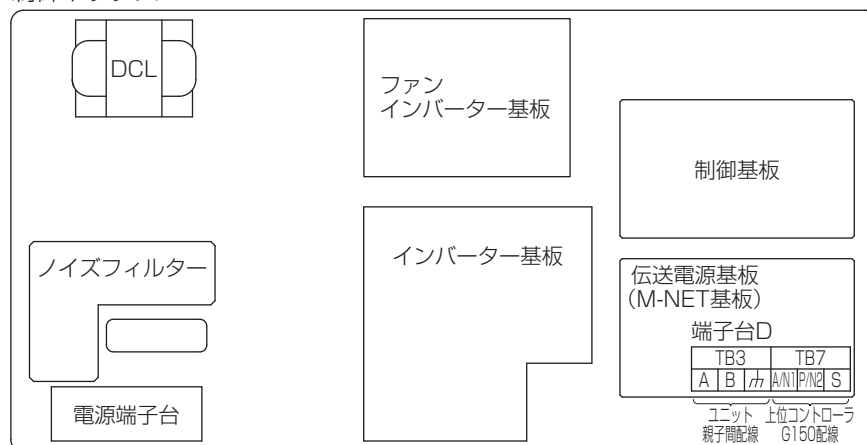 DCL
ファン
インバーター基板
制御基板
ノイズフィルター
インバーター基板
伝送電源基板
(M-NET基板)
端子台D
TB3 TB7
A B A/N1 P/N2 S
電源端子台
ユニット
親子間配線
上位コントローラ
G150配線